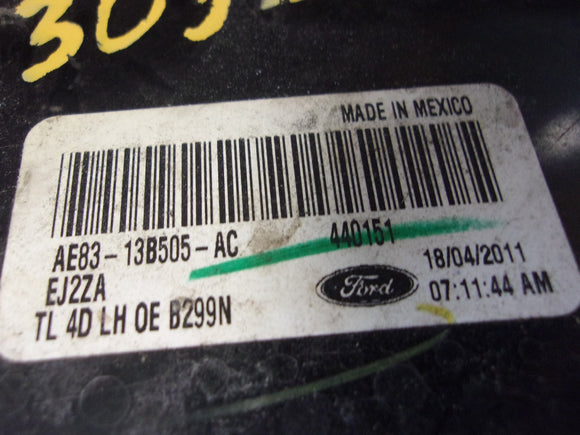 MADE IN MEXICO
AE83-13B505-AC 440151 18/04/2011
EJ2ZA Ford 07:11:44 AM
TL 4D LH OE B299N